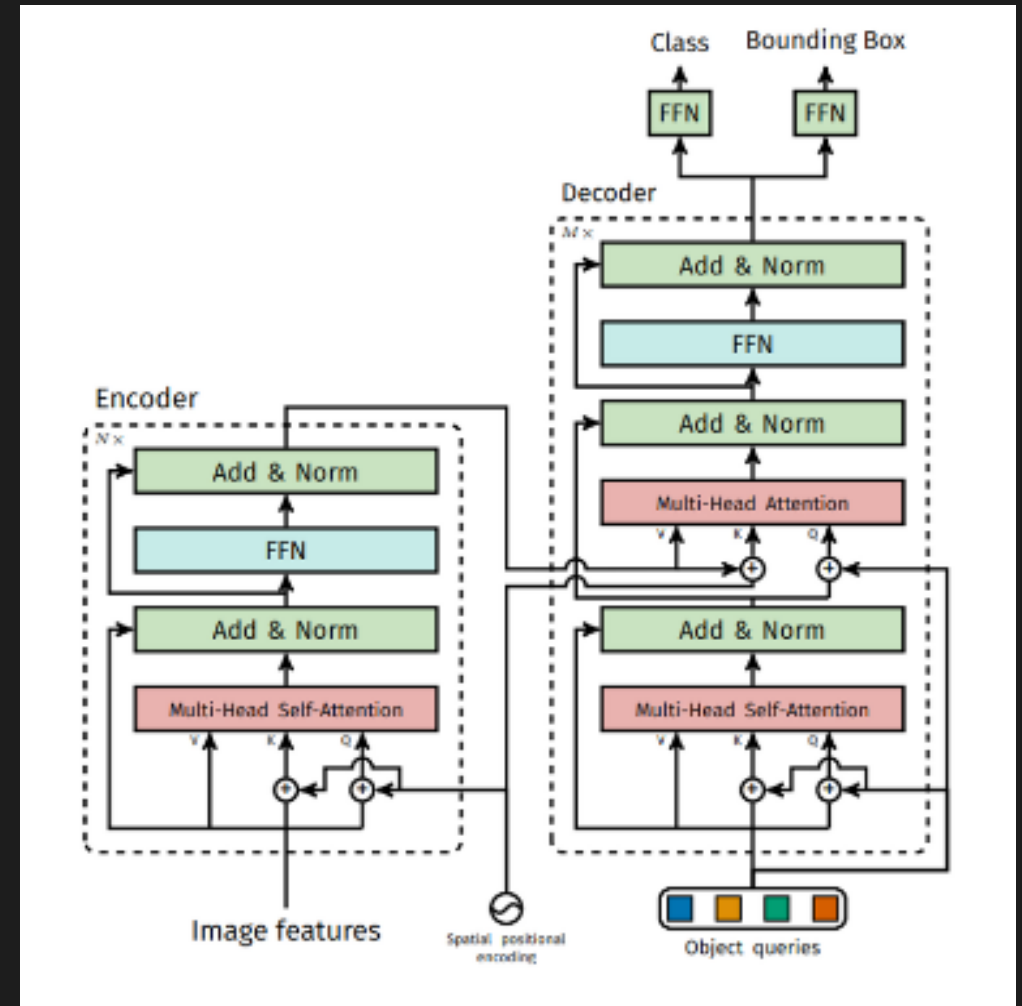 Class
Bounding Box
FFN
FFN
Decoder
M ×
Add & Norm
FFN
Add & Norm
Multi-Head Attention
V
K
Q
Add & Norm
Multi-Head Self-Attention
V
K
Q
Object queries
Encoder
N ×
Add & Norm
FFN
Add & Norm
Multi-Head Self-Attention
V
K
Q
Image features
Spatial positional
encoding